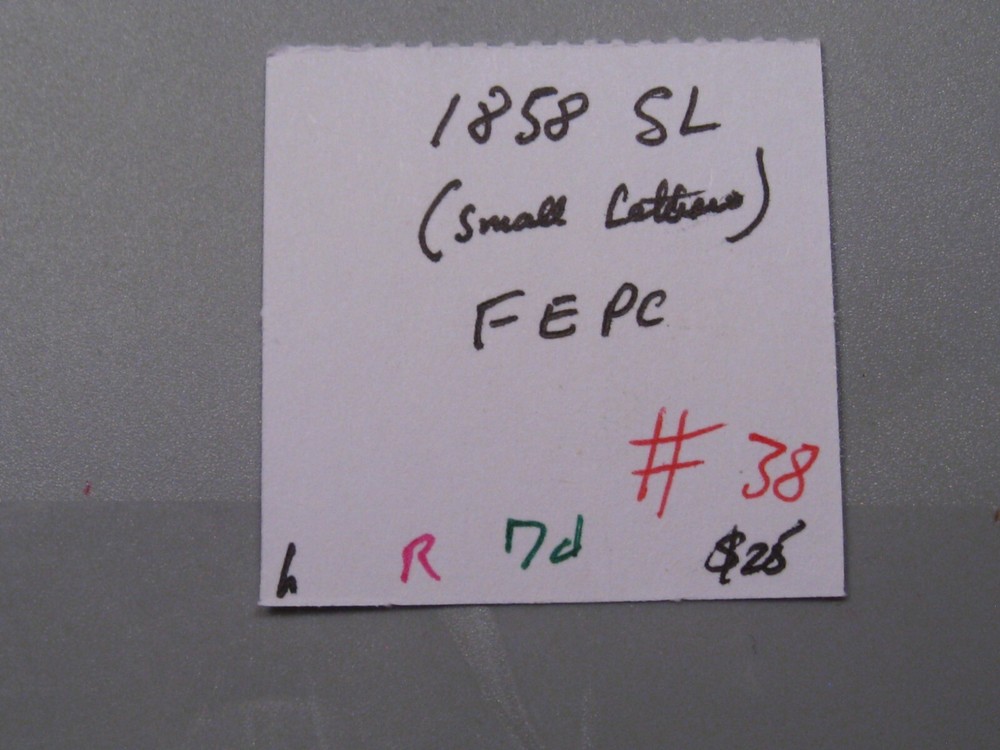 1858 SL
(Small Letters)
FEPC
# 38
h R 7d $25